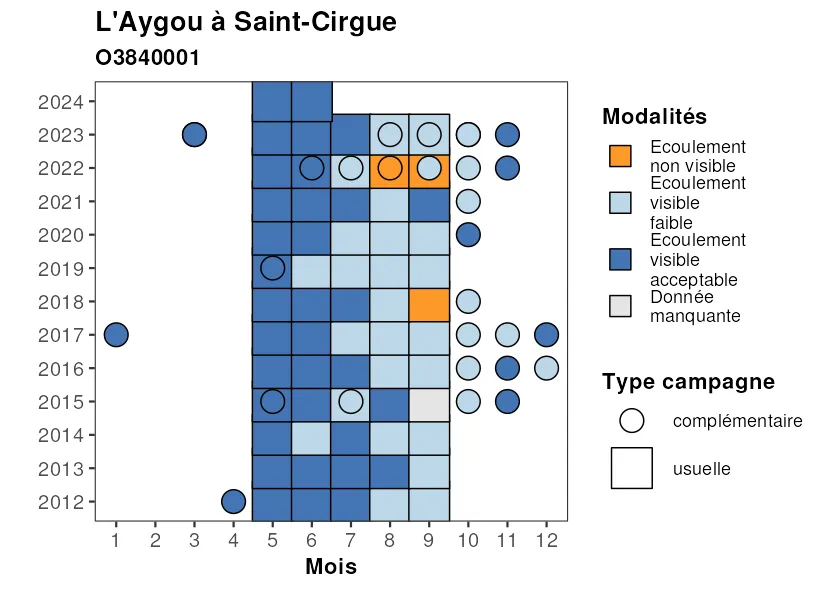 L'Aygou à Saint-Cirgue
O3840001
2024
2023
2022
2021
2020
2019
2018
2017
2016
2015
2014
2013
2012
1 2 3 4 5 6 7 8 9 10 11 12
Mois
Modalités
Ecoulement
non visible
Ecoulement
visible
faible
Ecoulement
visible
acceptable
Donnée
manquante
Type campagne
complémentaire
usuelle